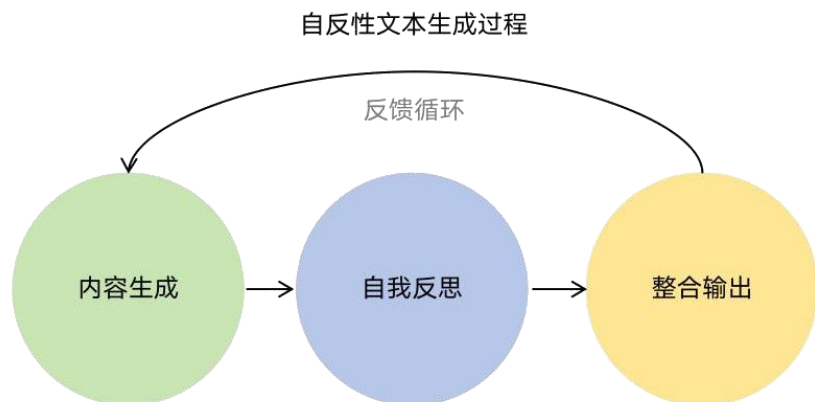 自反性文本生成过程
反馈循环
内容生成
自我反思
整合输出